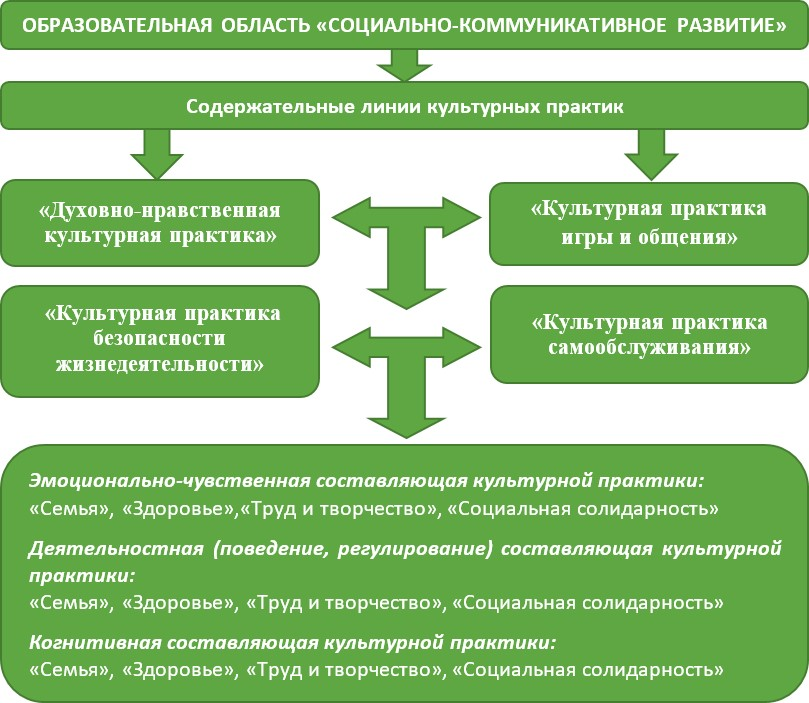 ОБРАЗОВАТЕЛЬНАЯ ОБЛАСТЬ «СОЦИАЛЬНО-КОММУНИКАТИВНОЕ РАЗВИТИЕ»
Содержательные линии культурных практик
«Духовно-нравственная
культурная практика»
«Культурная практика
игры и общения»
«Культурная практика
безопасности
жизнедеятельности»
«Культурная практика
самообслуживания»
Эмоционально-чувственная составляющая культурной практики:
«Семья», «Здоровье»,«Труд и творчество», «Социальная солидарность»
Деятельностная (поведение, регулирование) составляющая культурной
практики:
«Семья», «Здоровье», «Труд и творчество», «Социальная солидарность»
Когнитивная составляющая культурной практики:
«Семья», «Здоровье», «Труд и творчество», «Социальная солидарность»